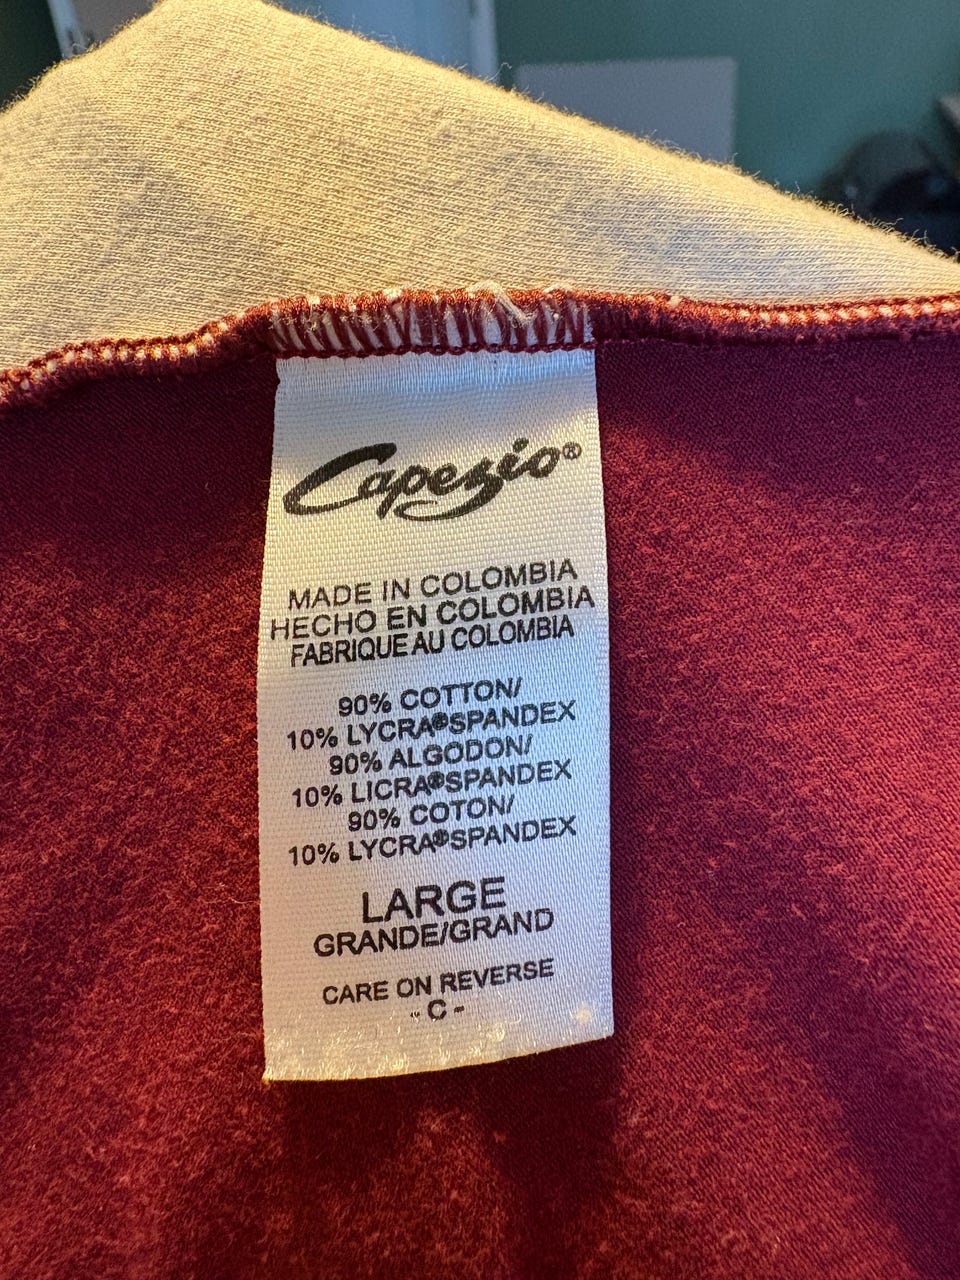 Capezio®
MADE IN COLOMBIA
HECHO EN COLOMBIA
FABRIQUE AU COLOMBIA
90% COTTON/
10% LYCRA®SPANDEX
90% ALGODON/
10% LICRA®SPANDEX
90% COTON/
10% LYCRA®SPANDEX
LARGE
GRANDE/GRAND
CARE ON REVERSE
- C -